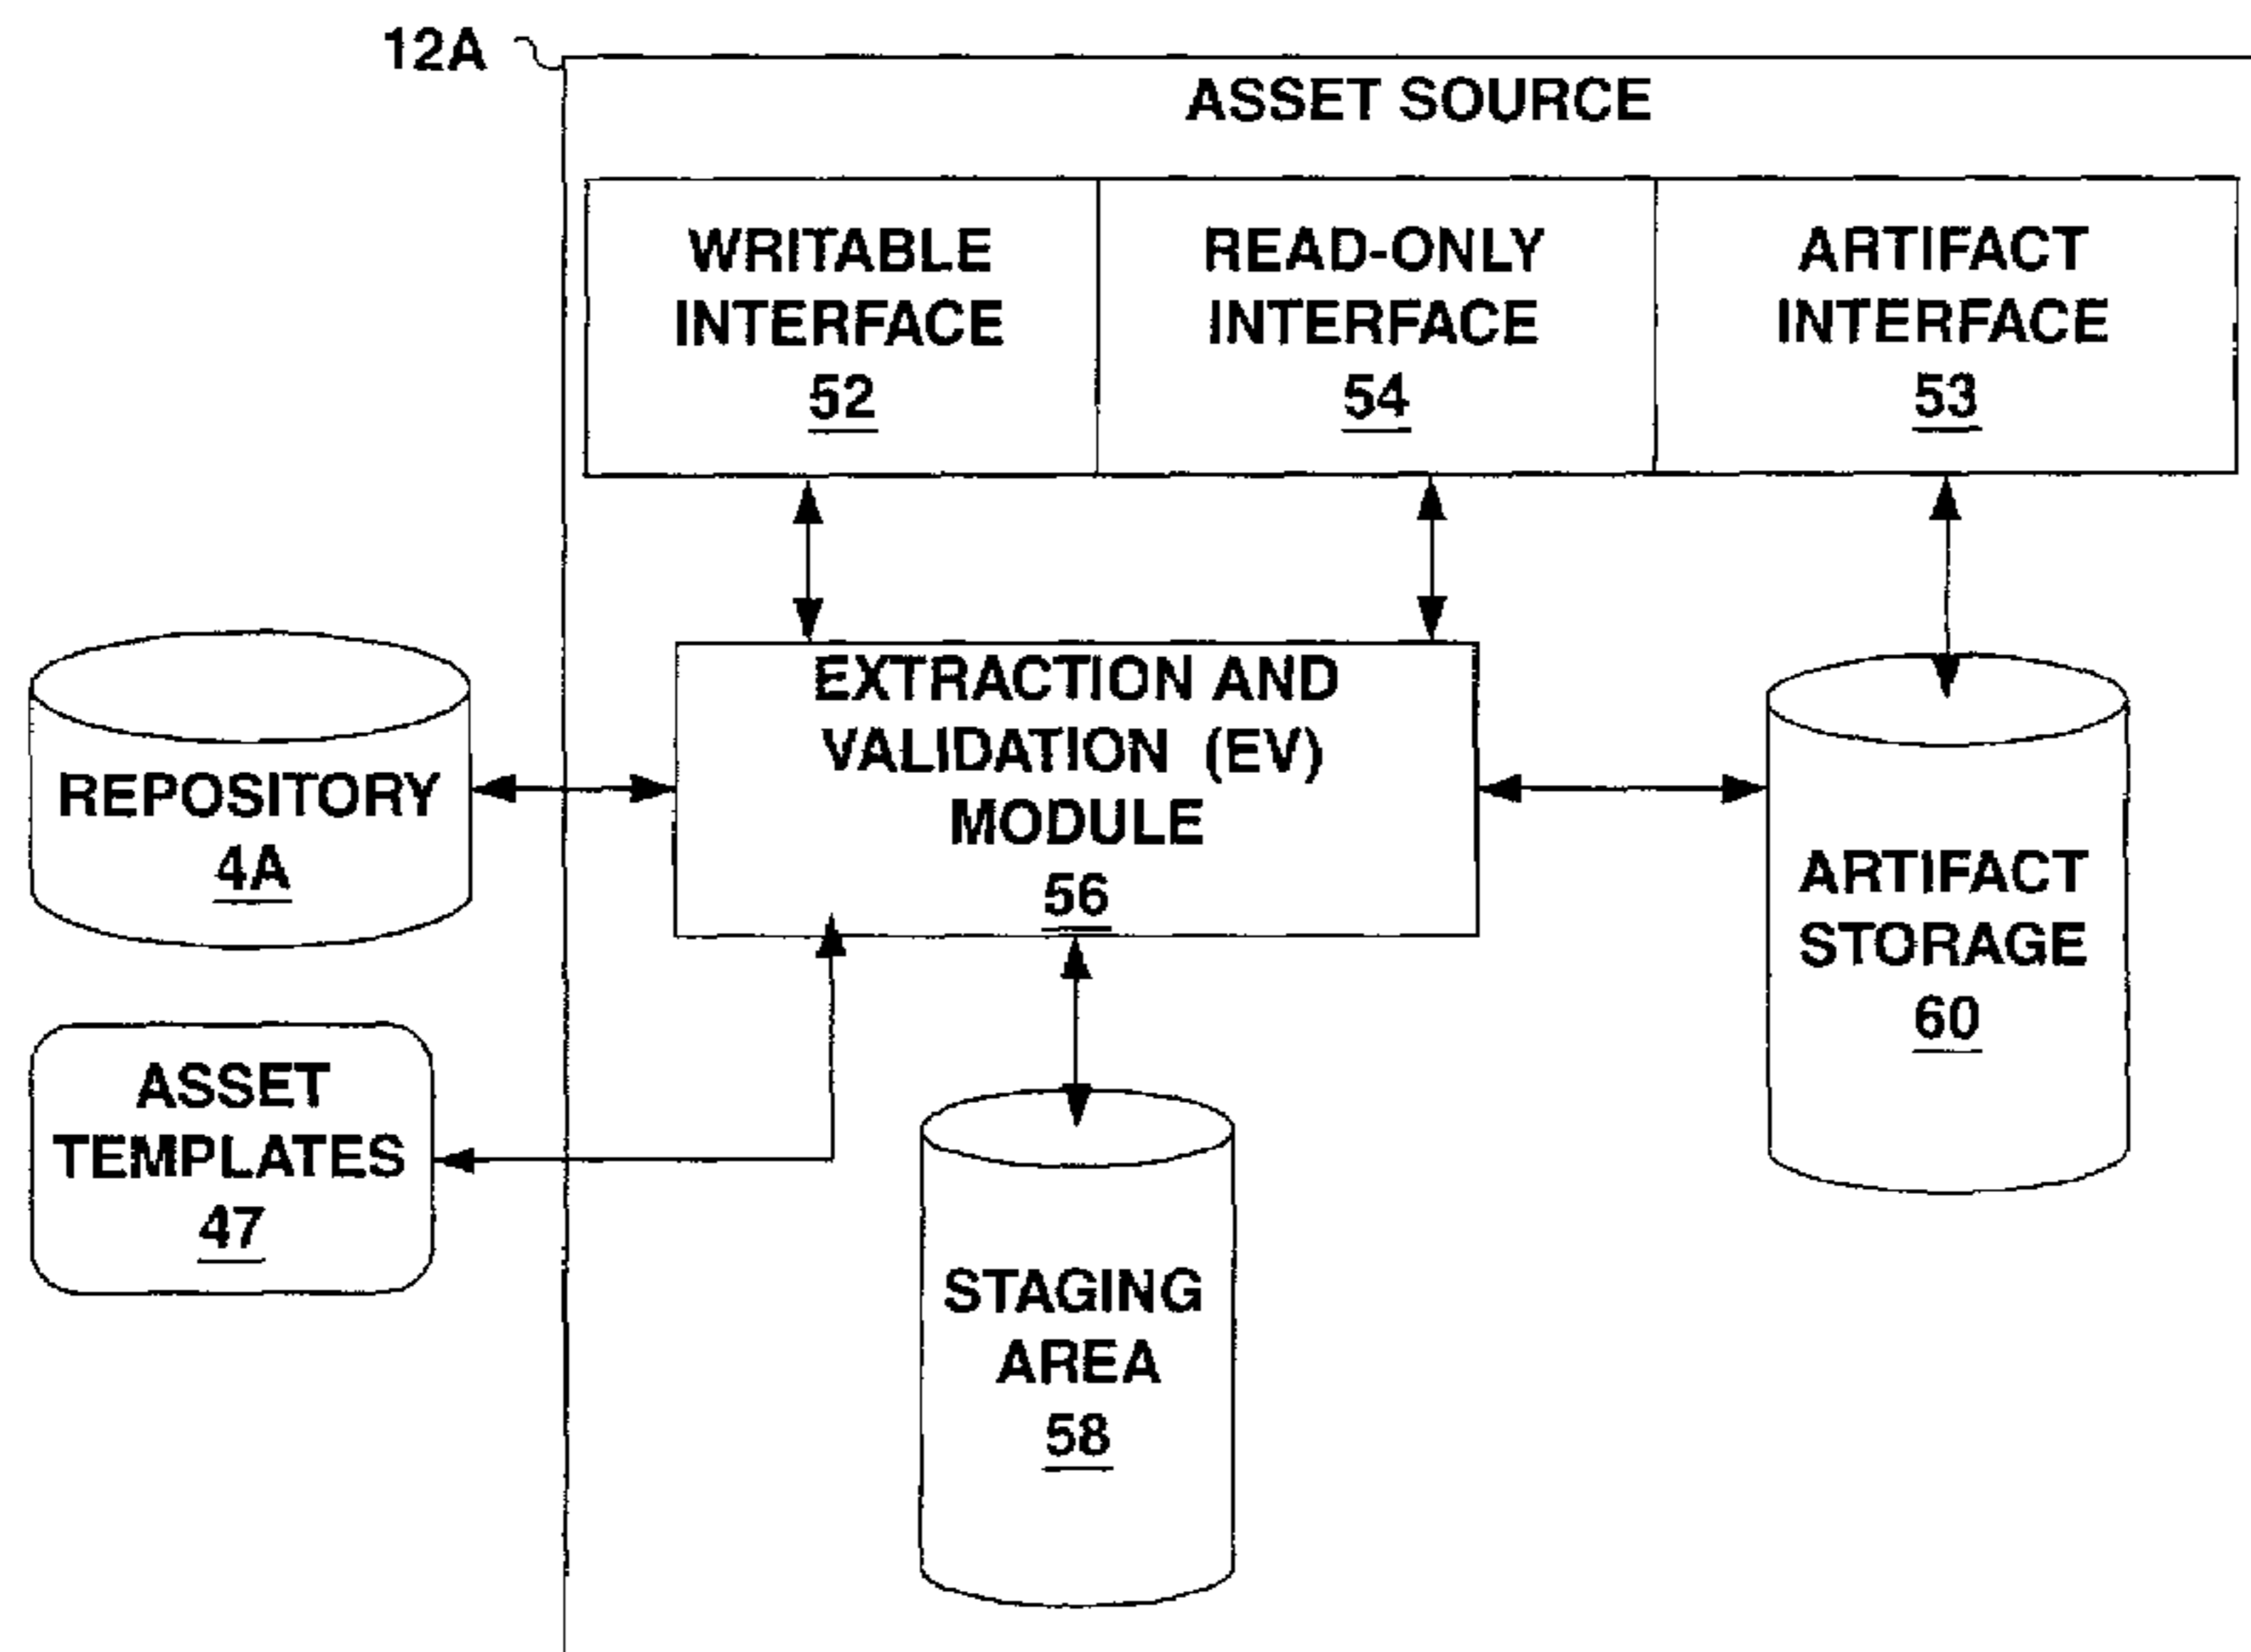 12A
ASSET SOURCE
WRITABLE
INTERFACE
52
READ-ONLY
INTERFACE
54
ARTIFACT
INTERFACE
53
REPOSITORY
4A
EXTRACTION AND
VALIDATION (EV)
MODULE
56
ARTIFACT
STORAGE
60
ASSET
TEMPLATES
47
STAGING
AREA
58